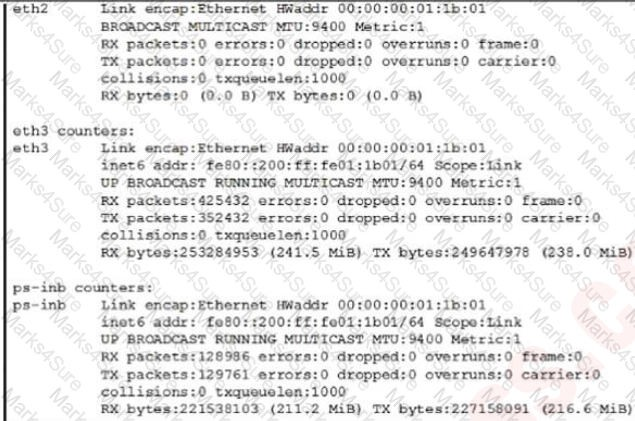 eth2 Link encap:Ethernet HWaddr 00:00:00:01:1b:01
BROADCAST MULTICAST MTU:9400 Metric:1
RX packets:0 errors:0 dropped:0 overruns:0 frame:0
TX packets:0 errors:0 dropped:0 overruns:0 carrier:0
collisions:0 txqueuelen:1000
RX bytes:0 (0.0 B) TX bytes:0 (0.0 B)
eth3 counters:
eth3 Link encap:Ethernet HWaddr 00:00:00:01:1b:01
inet6 addr: fe80::200:ff:fe01:1b01/64 Scope:Link
UP BROADCAST RUNNING MULTICAST MTU:9400 Metric:1
RX packets:425432 errors:0 dropped:0 overruns:0 frame:0
TX packets:352432 errors:0 dropped:0 overruns:0 carrier:0
collisions:0 txqueuelen:1000
RX bytes:253284953 (241.5 MiB) TX bytes:249647978 (238.0 MiB)
ps-inb counters:
ps-inb Link encap:Ethernet HWaddr 00:00:00:01:1b:01
inet6 addr: fe80::200:ff:fe01:1b01/64 Scope:Link
UP BROADCAST RUNNING MULTICAST MTU:9400 Metric:1
RX packets:128986 errors:0 dropped:0 overruns:0 frame:0
TX packets:129761 errors:0 dropped:0 overruns:0 carrier:0
collisions:0 txqueuelen:1000
RX bytes:221538103 (211.2 MiB) TX bytes:227158091 (216.6 MiB)
Marks4Sure